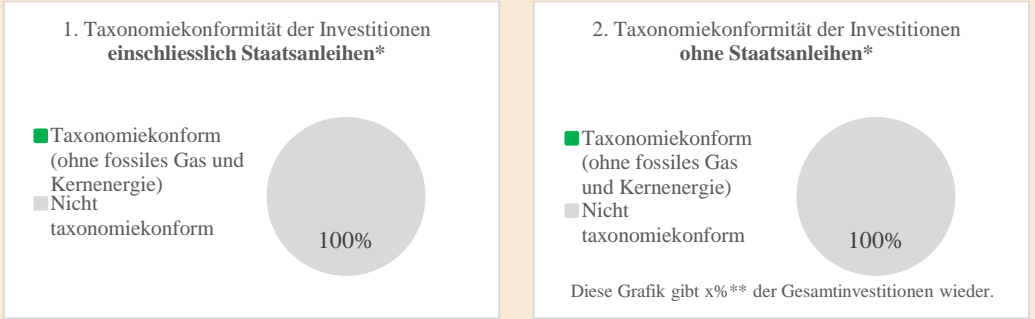 1. Taxonomiekonformität der Investitionen
einschliesslich Staatsanleihen*
Taxonomiekonform
(ohne fossiles Gas und
Kernenergie)
Nicht
taxonomiekonform
100%
2. Taxonomiekonformität der Investitionen
ohne Staatsanleihen*
Taxonomiekonform
(ohne fossiles Gas
und Kernenergie)
Nicht
taxonomiekonform
100%
Diese Grafik gibt x%** der Gesamtinvestitionen wieder.